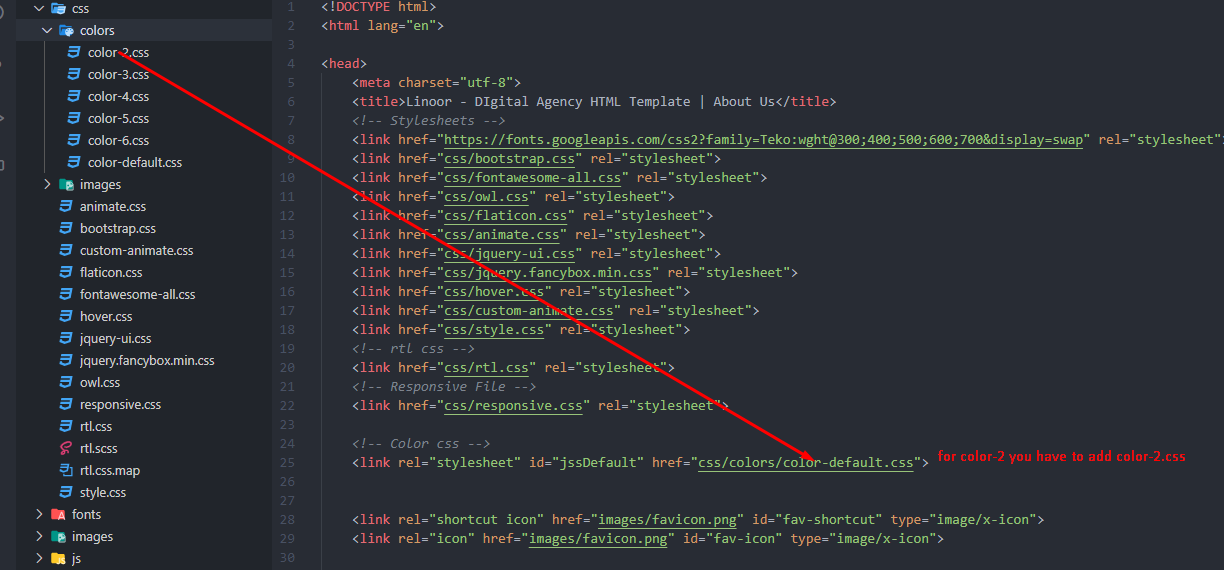 css
colors
color-2.css
color-3.css
color-4.css
color-5.css
color-6.css
color-default.css
images
animate.css
bootstrap.css
custom-animate.css
flaticon.css
fontawesome-all.css
hover.css
jquery-ui.css
jquery.fancybox.min.css
owl.css
responsive.css
rtl.css
rtl.scss
rtl.css.map
style.css
fonts
images
js
1 <!DOCTYPE html>
2 <html lang="en">
3
4 <head>
5 <meta charset="utf-8">
6 <title>Linoor - DIgital Agency HTML Template | About Us</title>
7 <!-- Stylesheets -->
8 <link href="https://fonts.googleapis.com/css2?family=Teko:wght@300;400;500;600;700&display=swap" rel="stylesheet"
9 <link href="css/bootstrap.css" rel="stylesheet">
10 <link href="css/fontawesome-all.css" rel="stylesheet">
11 <link href="css/owl.css" rel="stylesheet">
12 <link href="css/flaticon.css" rel="stylesheet">
13 <link href="css/animate.css" rel="stylesheet">
14 <link href="css/jquery-ui.css" rel="stylesheet">
15 <link href="css/jquery.fancybox.min.css" rel="stylesheet">
16 <link href="css/hover.css" rel="stylesheet">
17 <link href="css/custom-animate.css" rel="stylesheet">
18 <link href="css/style.css" rel="stylesheet">
19 <!-- rtl css -->
20 <link href="css/rtl.css" rel="stylesheet">
21 <!-- Responsive File -->
22 <link href="css/responsive.css" rel="stylesheet">
23
24 <!-- Color css -->
25 <link rel="stylesheet" id="jssDefault" href="css/colors/color-default.css"> for color-2 you have to add color-2.css
26
27
28 <link rel="shortcut icon" href="images/favicon.png" id="fav-shortcut" type="image/x-icon">
29 <link rel="icon" href="images/favicon.png" id="fav-icon" type="image/x-icon">
30